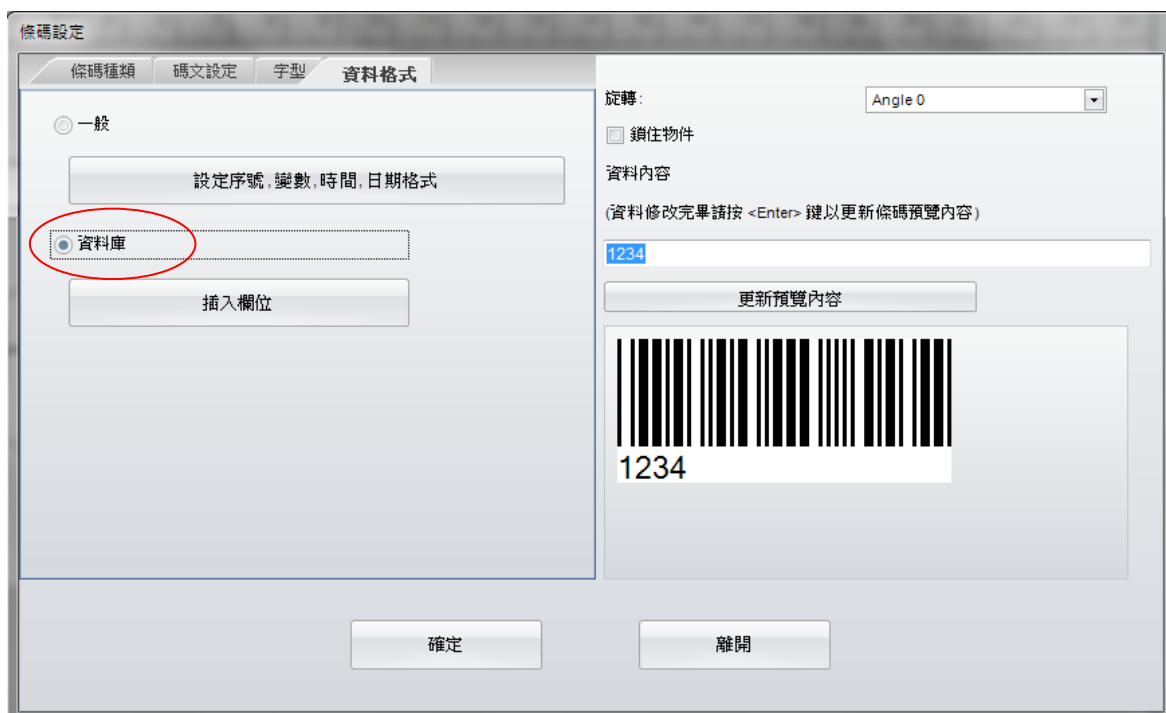 條碼設定
條碼種類 碼文設定 字型 資料格式
一般
設定序號,變數,時間,日期格式
資料庫
插入欄位
旋轉: Angle 0
鎖住物件
資料內容
(資料修改完畢請按 <Enter> 鍵以更新條碼預覽內容)
1234
更新預覽內容
1234
確定 離開